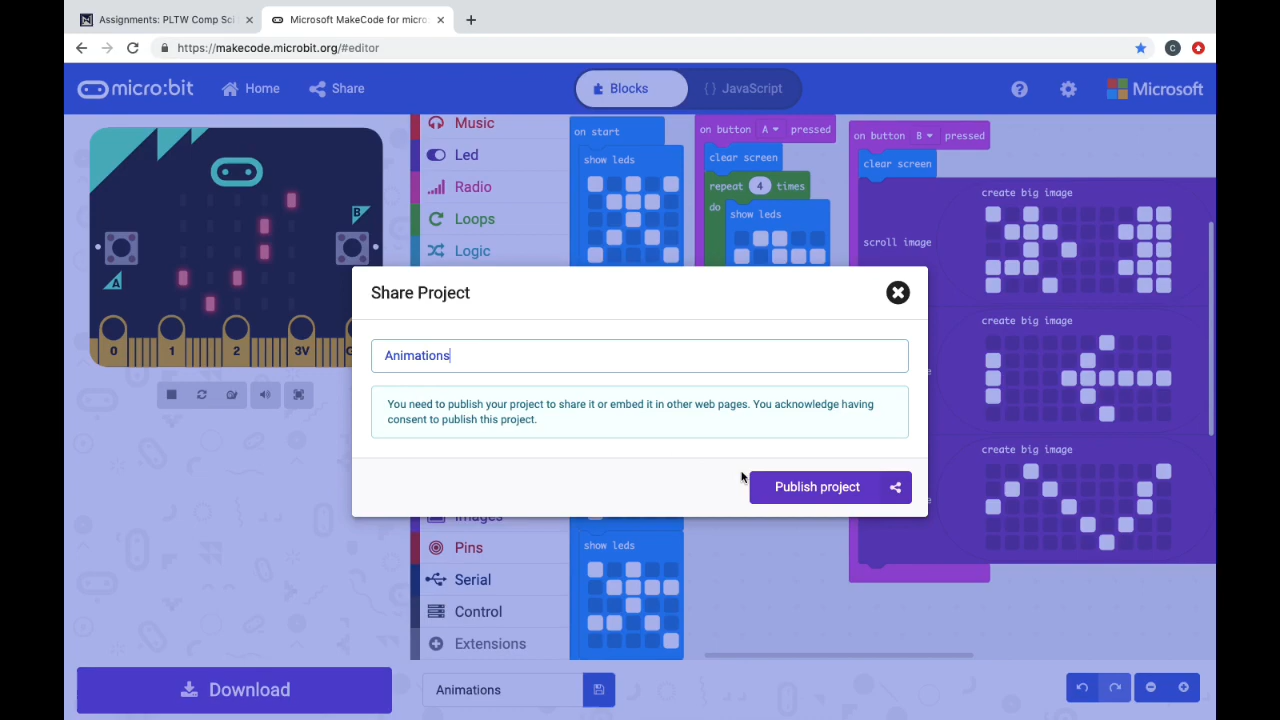 Assignments: PLTW Comp Sci
Microsoft MakeCode for micro:
https://makecode.microbit.org/#editor
C
micro:bit
Home
Share
Blocks
{ } JavaScript
Microsoft
A
B
0
1
2
3V
Music
Led
Radio
Loops
Logic
Pins
Serial
Control
Extensions
on start
show leds
show leds
on button A pressed
clear screen
repeat 4 times
do
show leds
on button B pressed
clear screen
scroll image
create big image
create big image
create big image
Share Project
Animations
You need to publish your project to share it or embed it in other web pages. You acknowledge having
consent to publish this project.
Publish project
Download
Animations